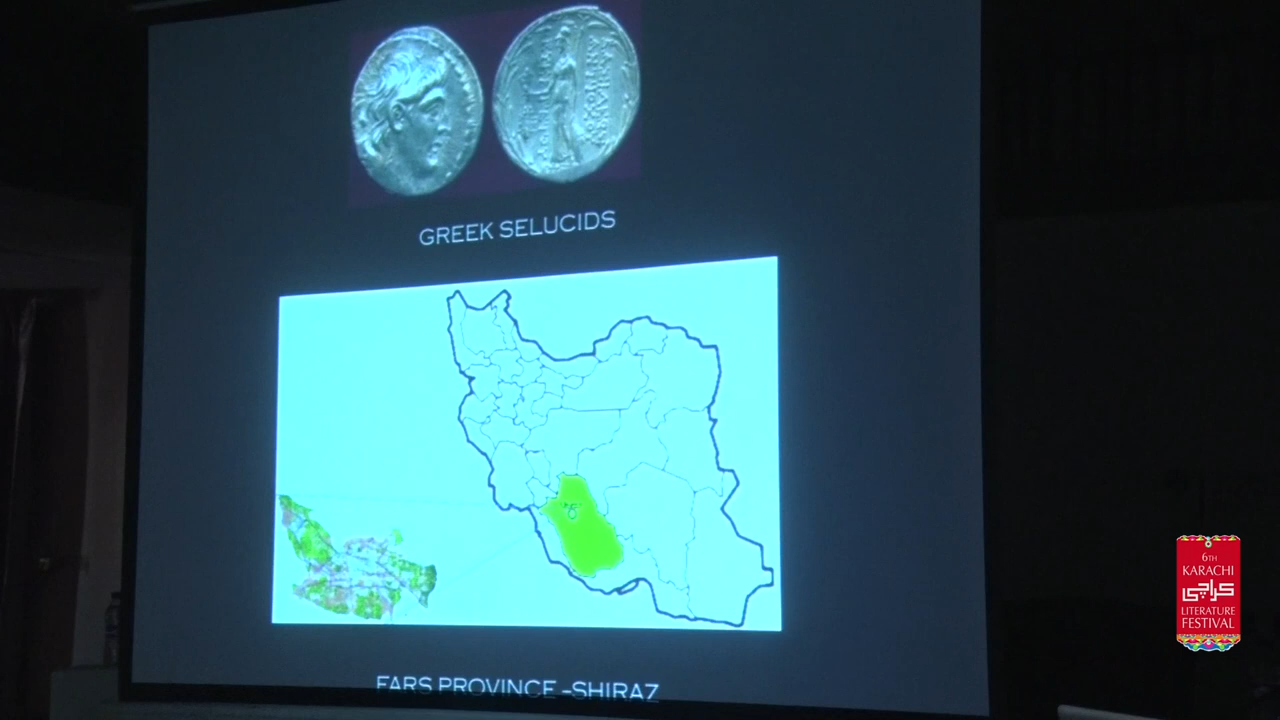 GREEK SELUCIDS
FARS PROVINCE -SHIRAZ
6TH
KARACHI
کراچی
LITERATURE
FESTIVAL